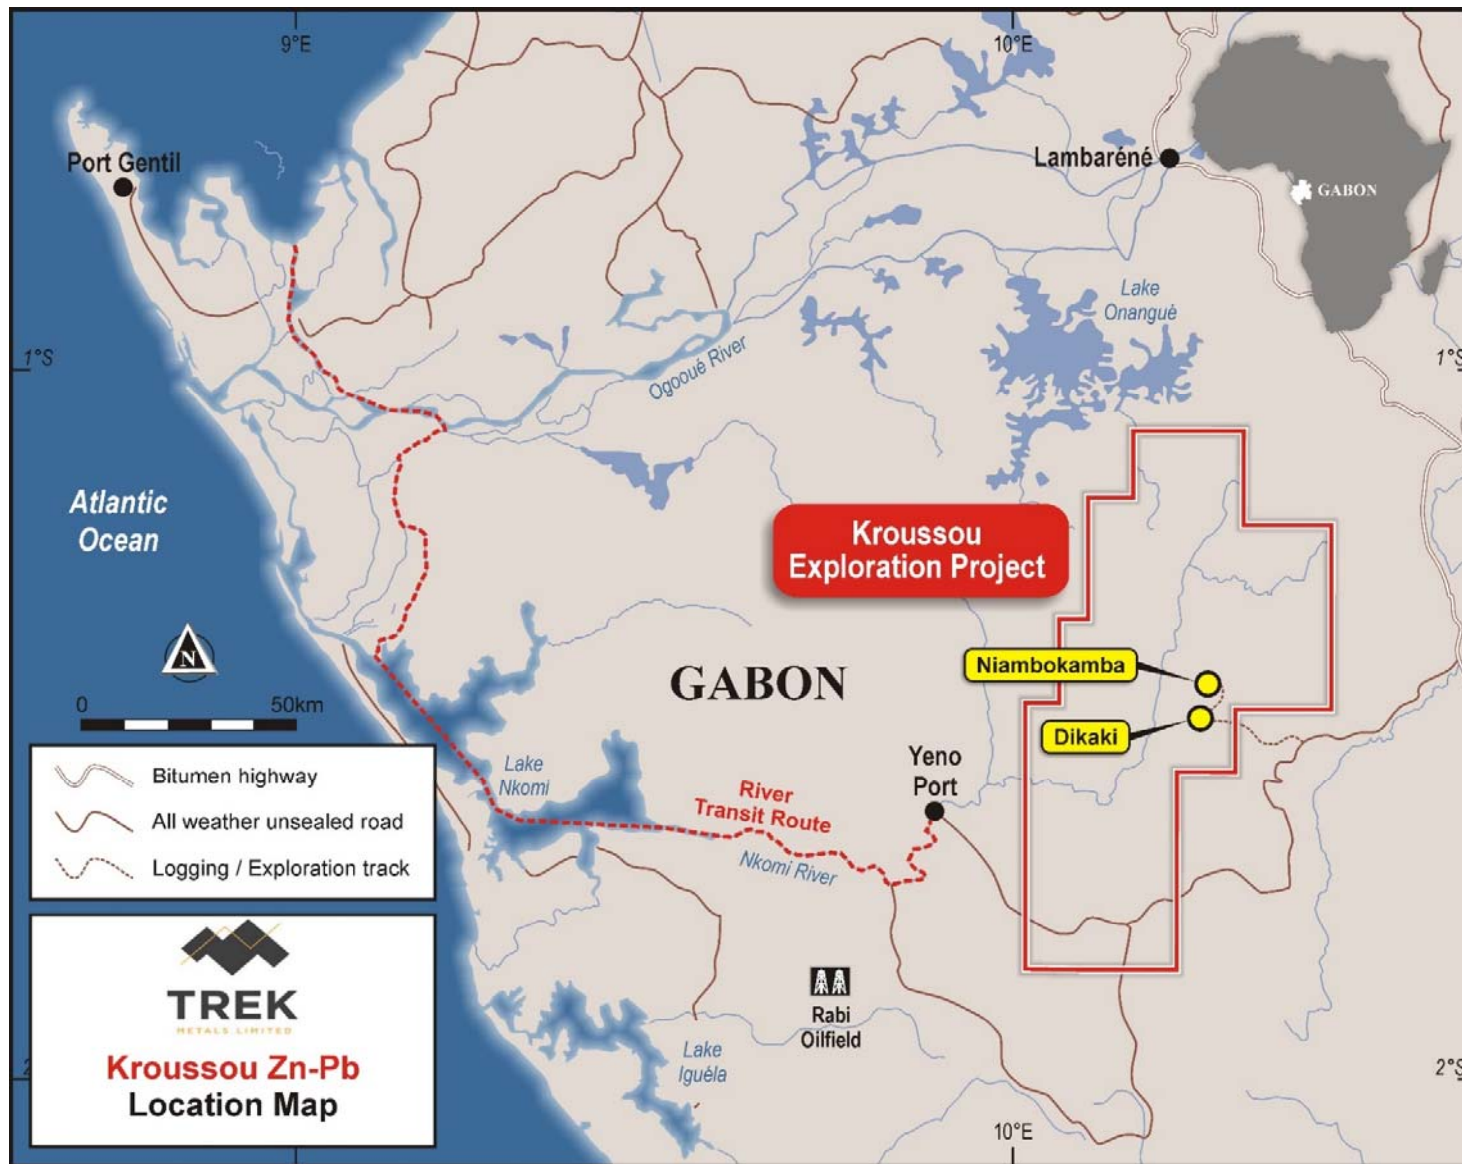 9°E
10°E
Port Gentil
Lambaréné
GABON
Lake
Onangué
1°S
1°S
Ogooué River
Atlantic
Ocean
Kroussou
Exploration Project
N
GABON
Niambokamba
0 50km
Dikaki
Bitumen highway
All weather unsealed road
Logging / Exploration track
Lake
Nkomi
River
Transit Route
Yeno
Port
Nkomi River
TREK
METALS LIMITED
Kroussou Zn-Pb
Location Map
Rabi
Oilfield
Lake
Iguéla
2°S
10°E